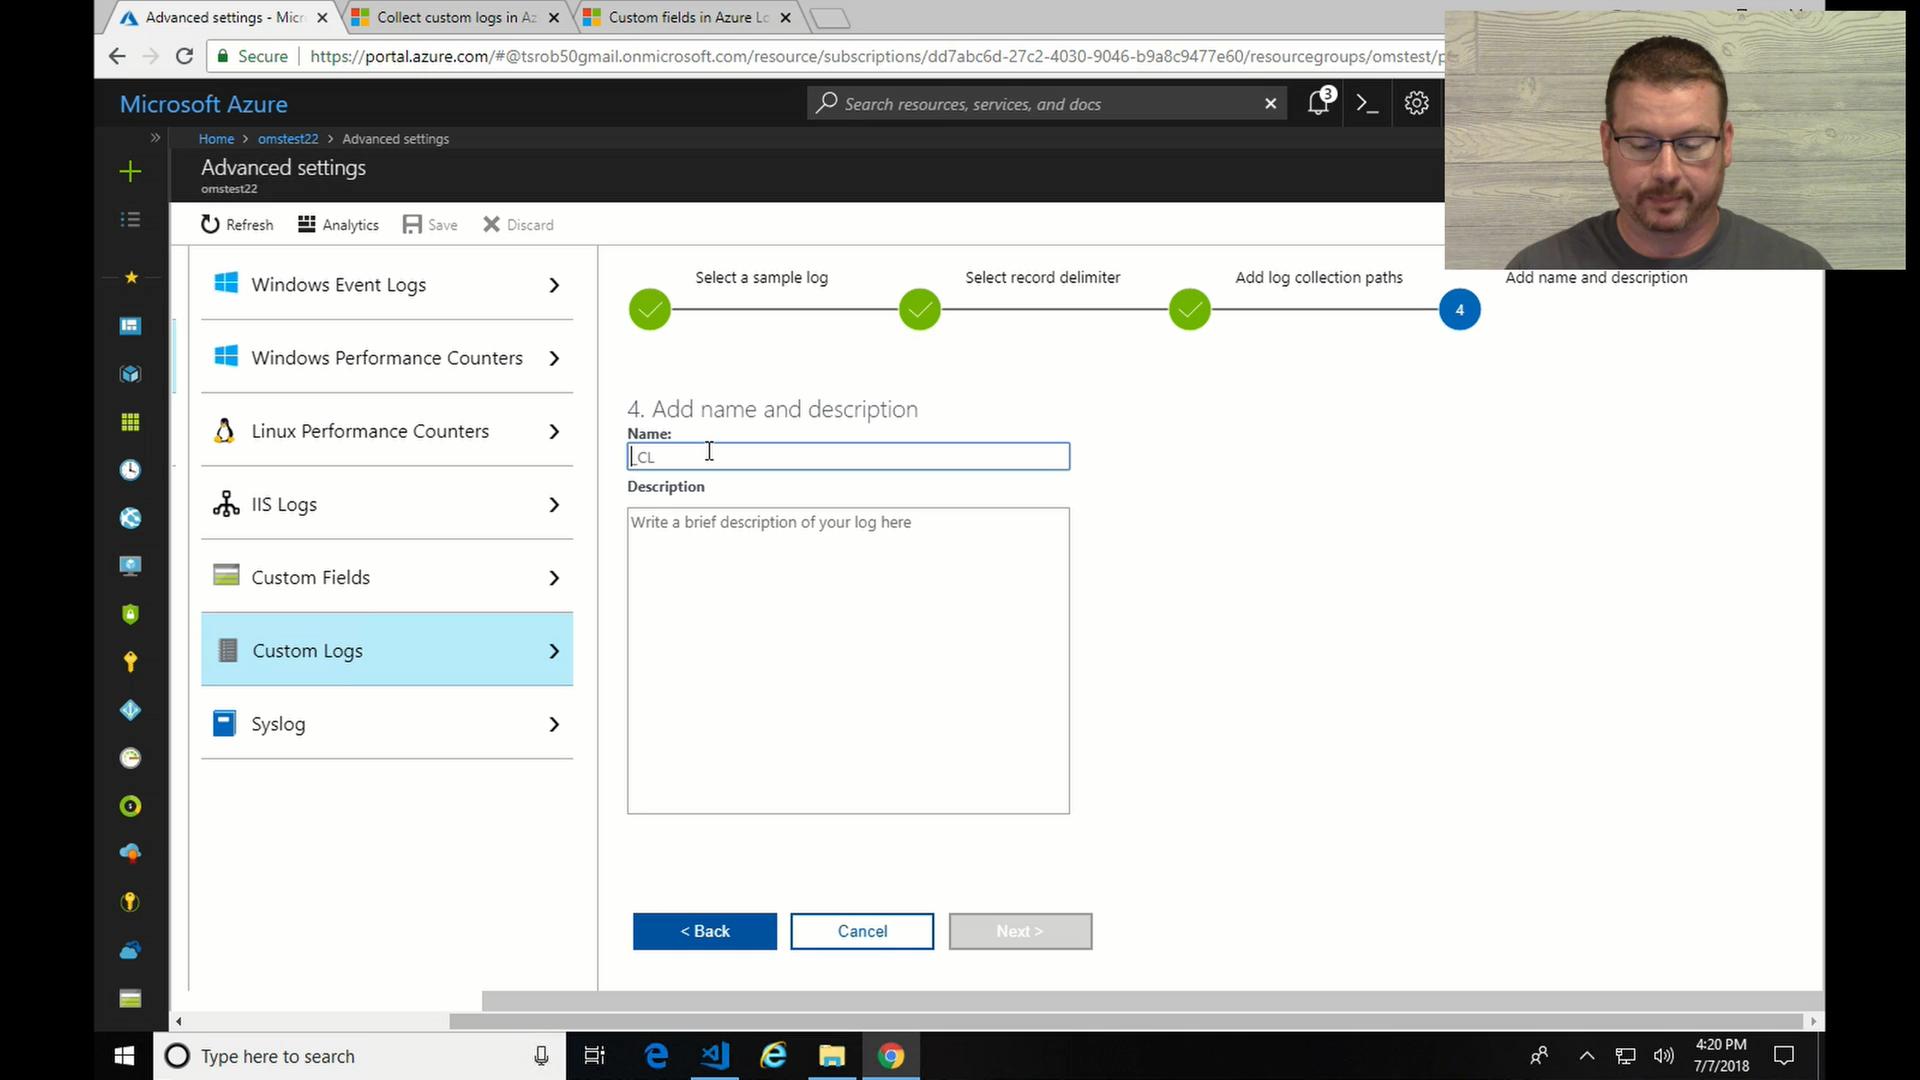 Advanced settings - Micr
Collect custom logs in Az
Custom fields in Azure Lo
Secure
https://portal.azure.com/#@tsrob50gmail.onmicrosoft.com/resource/subscriptions/dd7abc6d-27c2-4030-9046-b9a8c9477e60/resourcegroups/omstest/p
Microsoft Azure
Search resources, services, and docs
3
Home > omstest22 > Advanced settings
Advanced settings
omstest22
Refresh
Analytics
Save
Discard
Windows Event Logs
Windows Performance Counters
Linux Performance Counters
IIS Logs
Custom Fields
Custom Logs
Syslog
Select a sample log
Select record delimiter
Add log collection paths
Add name and description
4
4. Add name and description
Name:
_CL
Description
Write a brief description of your log here
< Back
Cancel
Next >
Type here to search
4:20 PM
7/7/2018